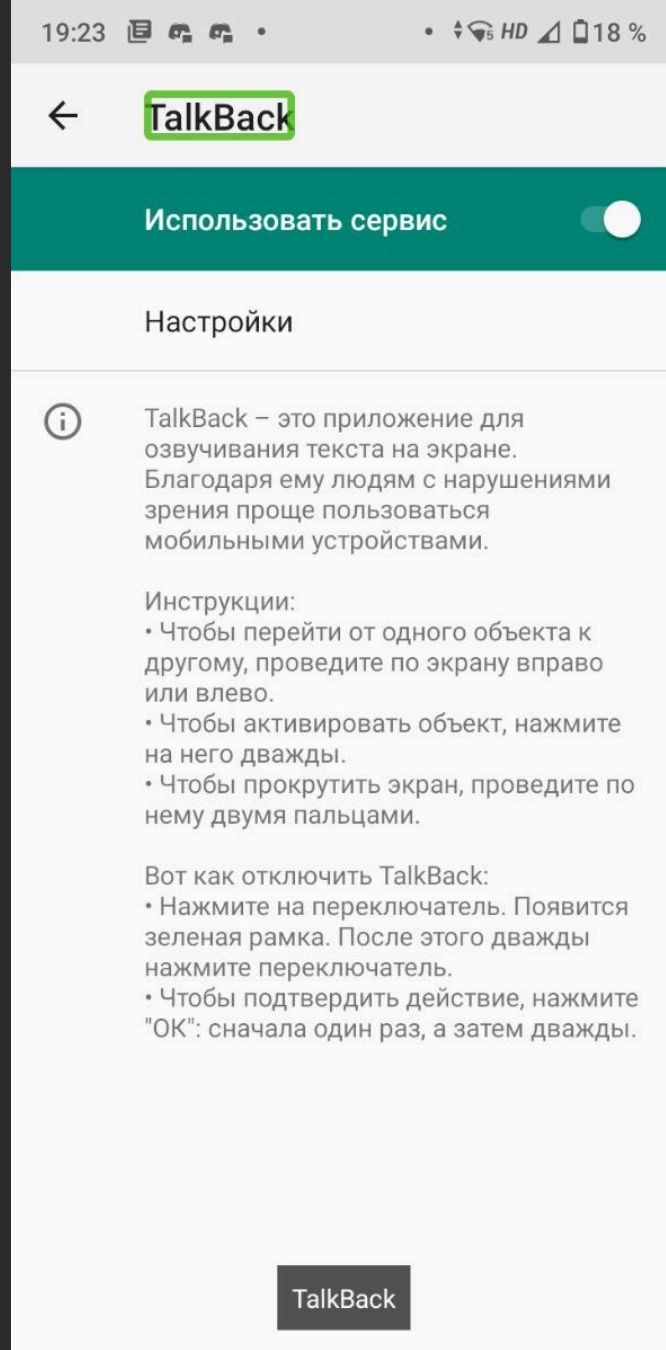 19:23 HD 18 %
TalkBack
Использовать сервис
Настройки
TalkBack – это приложение для
озвучивания текста на экране.
Благодаря ему людям с нарушениями
зрения проще пользоваться
мобильными устройствами.
Инструкции:
• Чтобы перейти от одного объекта к
другому, проведите по экрану вправо
или влево.
• Чтобы активировать объект, нажмите
на него дважды.
• Чтобы прокрутить экран, проведите по
нему двумя пальцами.
Вот как отключить TalkBack:
• Нажмите на переключатель. Появится
зеленая рамка. После этого дважды
нажмите переключатель.
• Чтобы подтвердить действие, нажмите
"ОК": сначала один раз, а затем дважды.
TalkBack